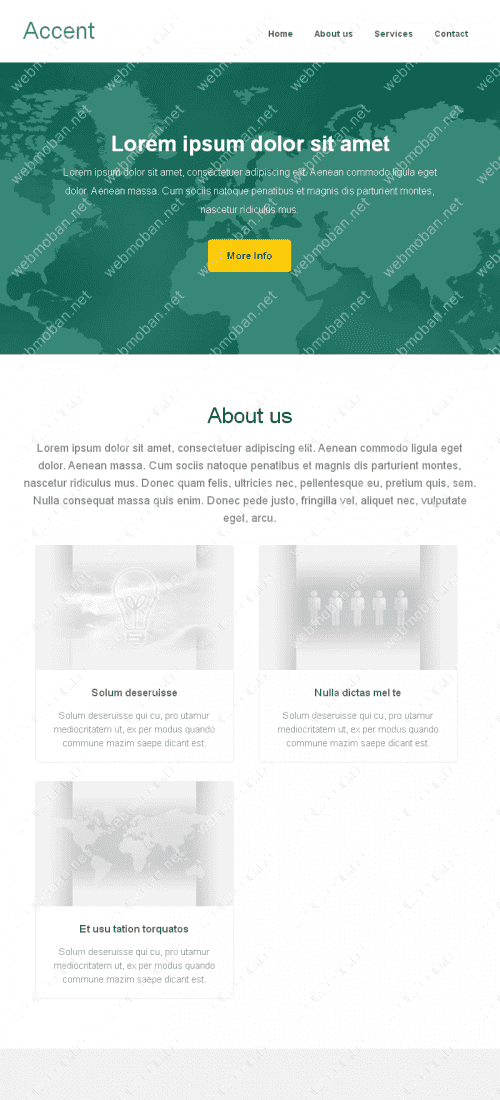 Accent
Home About us Services Contact
Lorem ipsum dolor sit amet
Lorem ipsum dolor sit amet, consectetuer adipiscing elit. Aenean commodo ligula eget
dolor. Aenean massa. Cum sociis natoque penatibus et magnis dis parturient montes,
nascetur ridiculus mus.
More Info
About us
Lorem ipsum dolor sit amet, consectetuer adipiscing elit. Aenean commodo ligula eget
dolor. Aenean massa. Cum sociis natoque penatibus et magnis dis parturient montes,
nascetur ridiculus mus. Donec quam felis, ultricies nec, pellentesque eu, pretium quis, sem.
Nulla consequat massa quis enim. Donec pede justo, fringilla vel, aliquet nec, vulputate
eget, arcu.
Solum deseruisse
Solum deseruisse qui cu, pro utamur
mediocritatem ut, ex per modus quando
commune mazim saepe dicant est.
Nulla dictas mel te
Solum deseruisse qui cu, pro utamur
mediocritatem ut, ex per modus quando
commune mazim saepe dicant est.
Et usu tation torquatos
Solum deseruisse qui cu, pro utamur
mediocritatem ut, ex per modus quando
commune mazim saepe dicant est.
webmoban.net